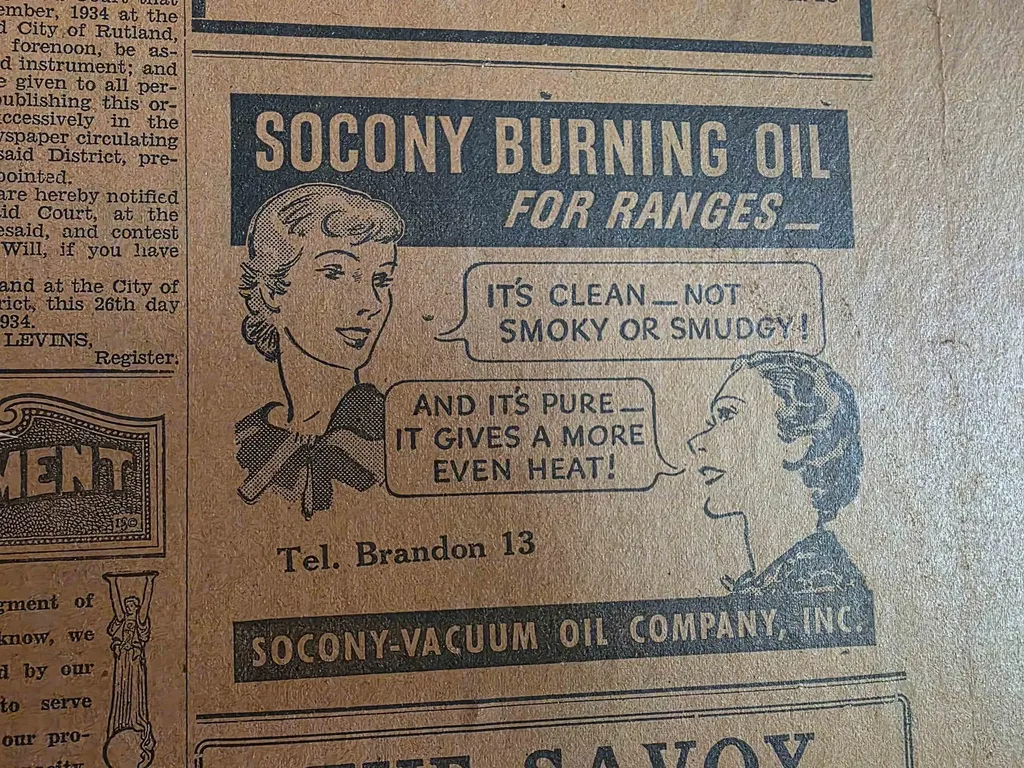 ember, 1934 at the
City of Rutland,
forenoon, be as-
d instrument; and
e given to all per-
publishing this or-
ccessively in the
wspaper circulating
said District, pre-
pointed.
are hereby notified
id Court, at the
esaid, and contest
Will, if you have
and at the City of
rict, this 26th day
934.
LEVINS,
Register.
MENT
gment of
know, we
d by our
to serve
our pro-
SOCONY BURNING OIL
FOR RANGES—
IT'S CLEAN—NOT
SMOKY OR SMUDGY!
AND IT'S PURE—
IT GIVES A MORE
EVEN HEAT!
Tel. Brandon 13
SOCONY-VACUUM OIL COMPANY, INC.
THE SAVOY